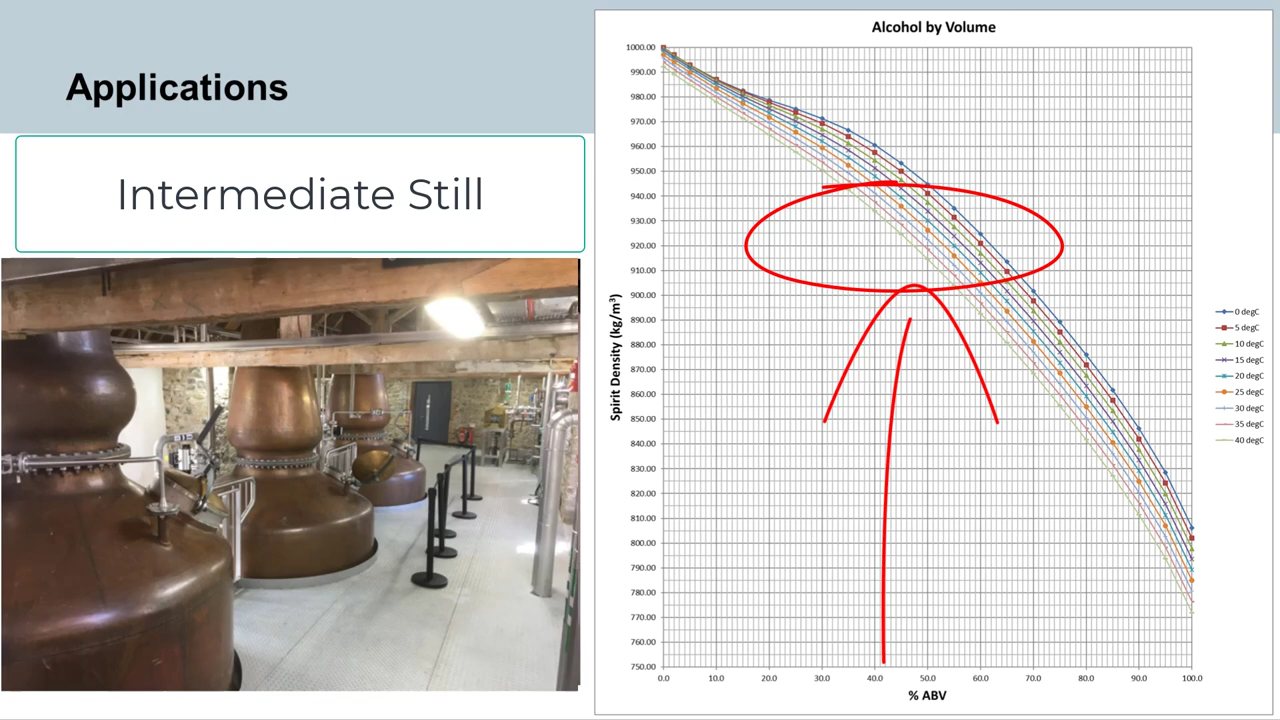 Applications
Intermediate Still
Alcohol by Volume
1000.00
990.00
980.00
970.00
960.00
950.00
940.00
930.00
920.00
910.00
900.00
890.00
880.00
870.00
860.00
850.00
840.00
830.00
820.00
810.00
800.00
790.00
780.00
770.00
760.00
750.00
Spirit Density (kg/m³)
0.0 10.0 20.0 30.0 40.0 50.0 60.0 70.0 80.0 90.0 100.0
% ABV
0 degC
5 degC
10 degC
15 degC
20 degC
25 degC
30 degC
35 degC
40 degC